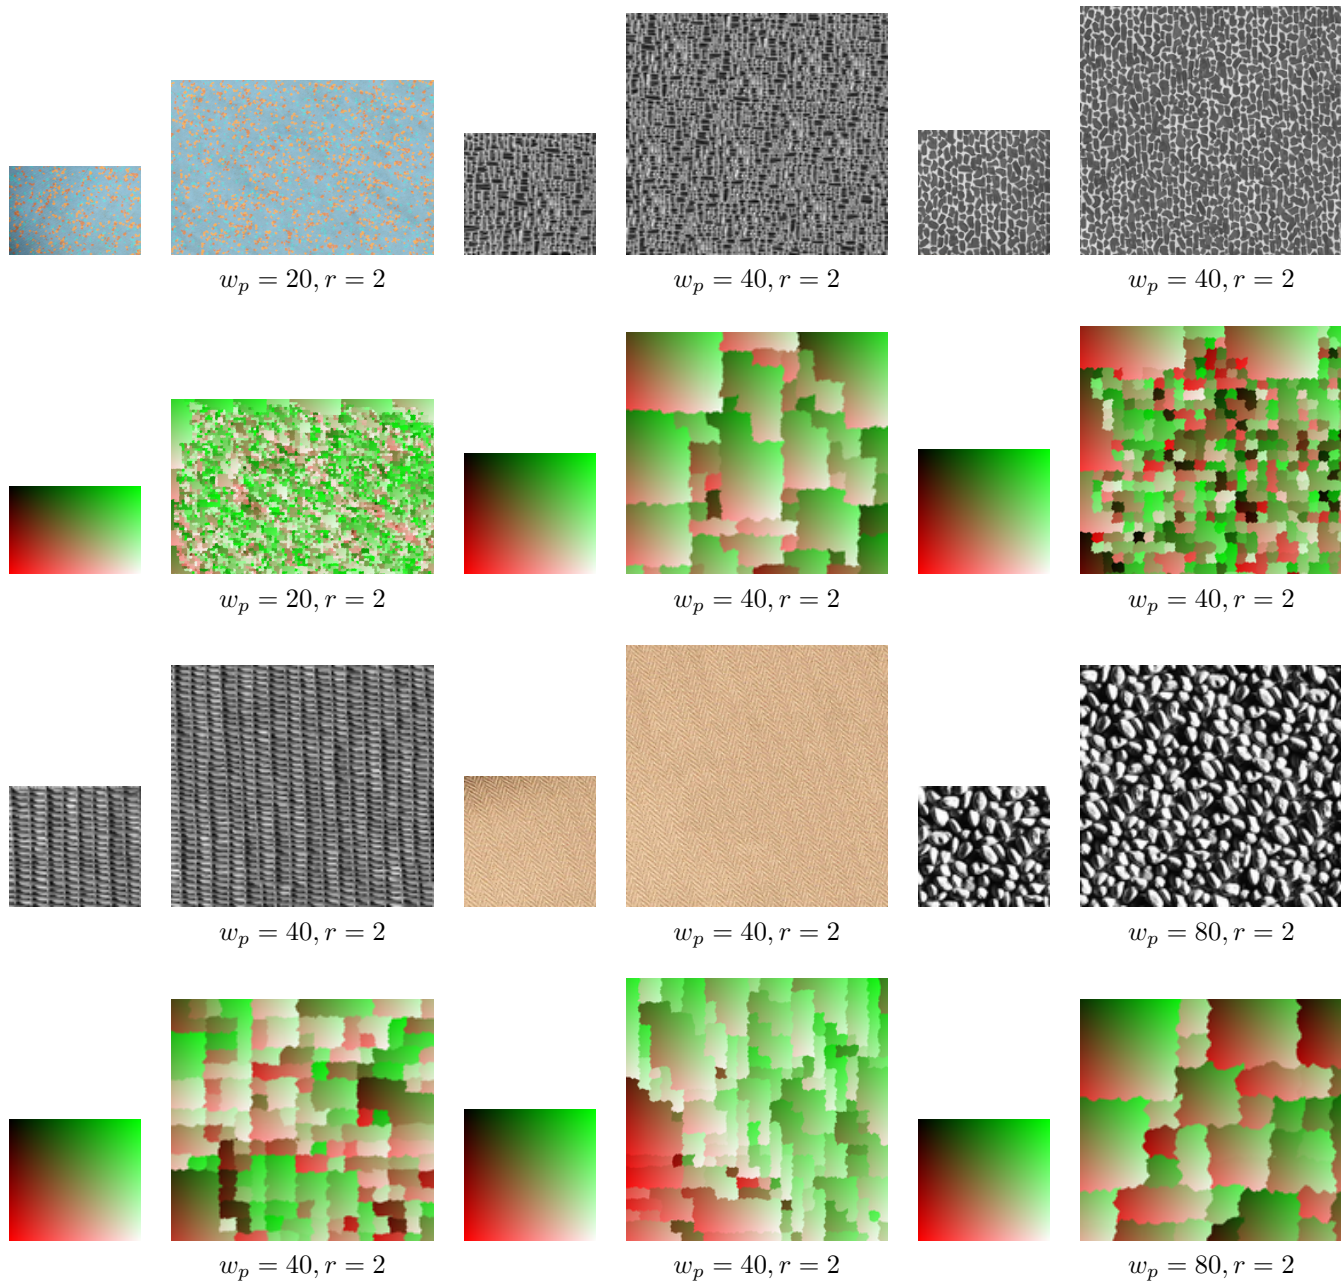 w_p = 20, r = 2
w_p = 40, r = 2
w_p = 40, r = 2
w_p = 20, r = 2
w_p = 40, r = 2
w_p = 40, r = 2
w_p = 40, r = 2
w_p = 40, r = 2
w_p = 80, r = 2
w_p = 40, r = 2
w_p = 40, r = 2
w_p = 80, r = 2